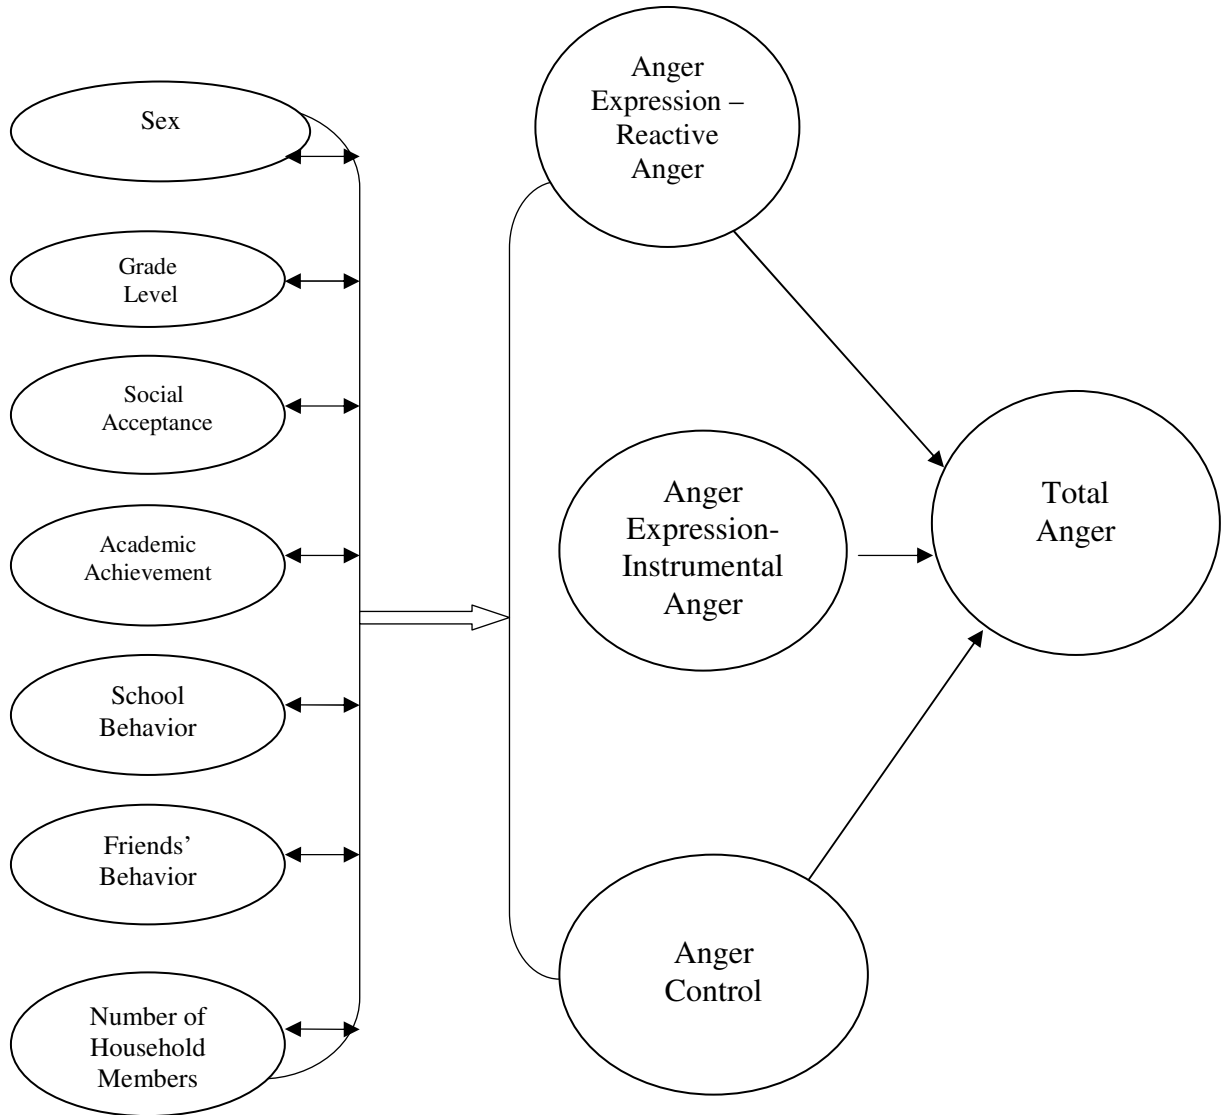 Sex
Grade
Level
Social
Acceptance
Academic
Achievement
School
Behavior
Friends’
Behavior
Number of
Household
Members
Anger
Expression –
Reactive
Anger
Anger
Expression-
Instrumental
Anger
Anger
Control
Total
Anger